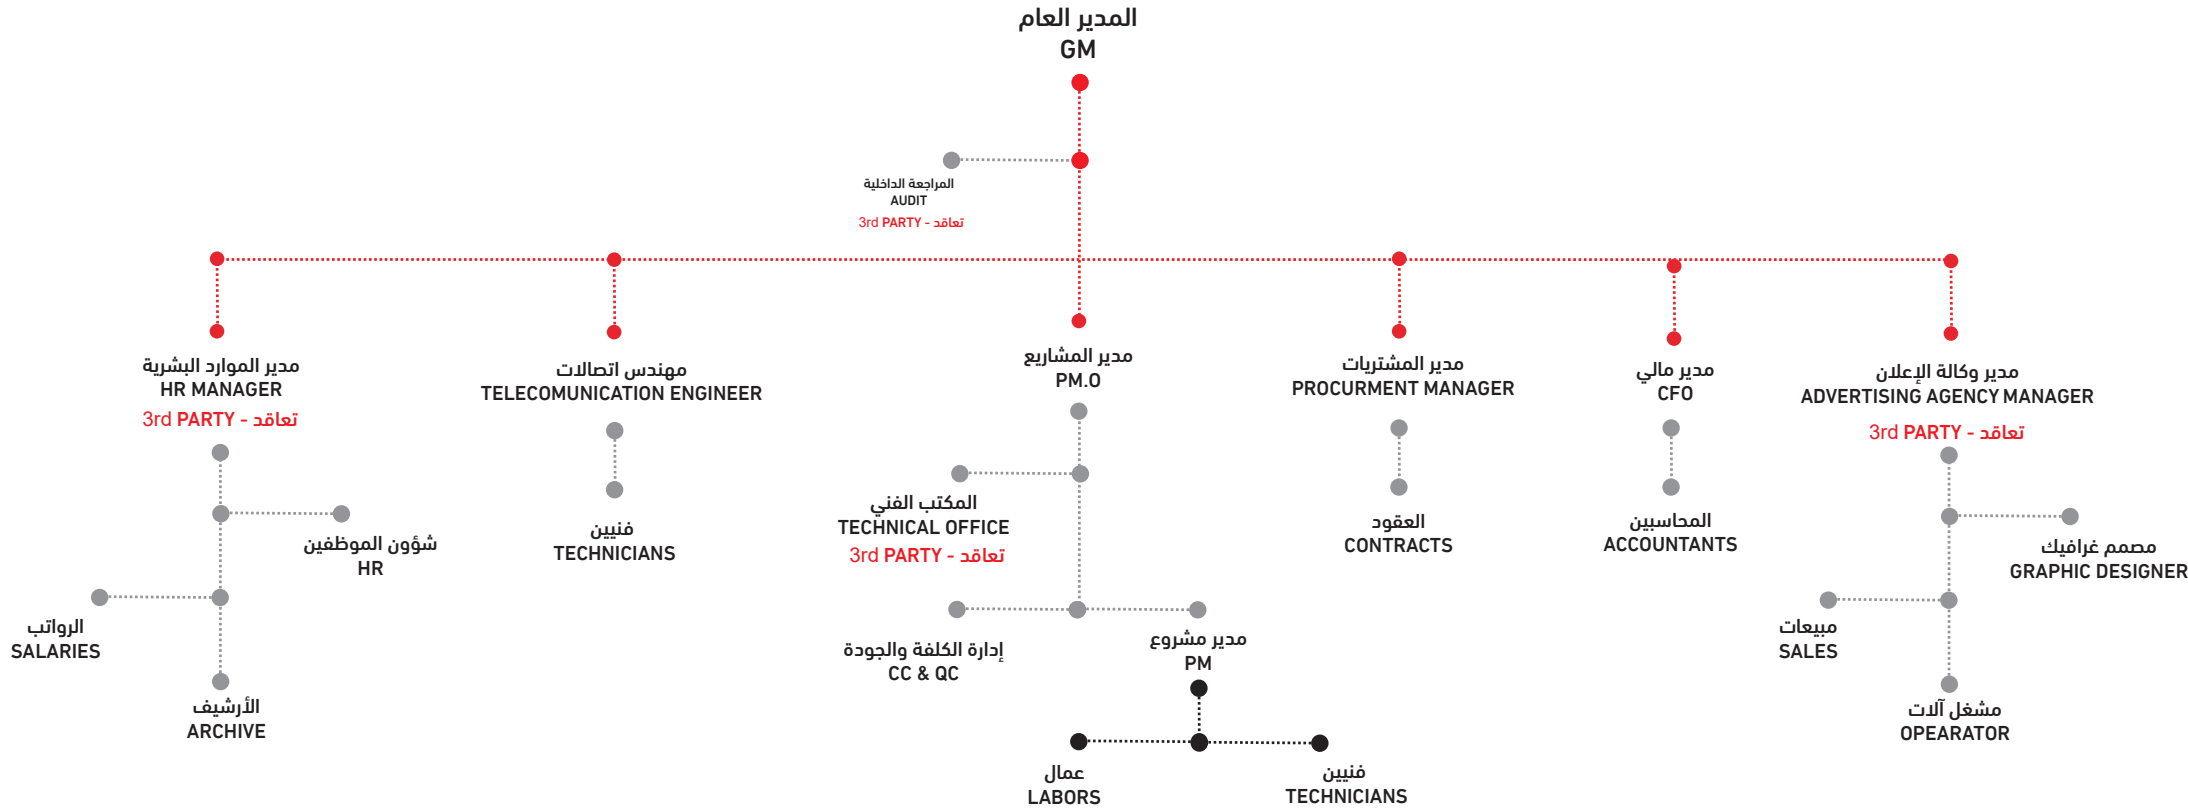 المدير العام
GM
المراجعة الداخلية
AUDIT
3rd PARTY - تعاقد
مدير الموارد البشرية
HR MANAGER
3rd PARTY - تعاقد
شؤون الموظفين
HR
الرواتب
SALARIES
الأرشيف
ARCHIVE
مهندس اتصالات
TELECOMUNICATION ENGINEER
فنيين
TECHNICIANS
مدير المشاريع
PM.O
المكتب الفني
TECHNICAL OFFICE
3rd PARTY - تعاقد
إدارة الكلفة والجودة
CC & QC
مدير مشروع
PM
عمال
LABORS
فنيين
TECHNICIANS
مدير المشتريات
PROCURMENT MANAGER
العقود
CONTRACTS
مدير مالي
CFO
المحاسبين
ACCOUNTANTS
مدير وكالة الإعلان
ADVERTISING AGENCY MANAGER
3rd PARTY - تعاقد
مصمم غرافيك
GRAPHIC DESIGNER
مبيعات
SALES
مشغل آلات
OPEARATOR